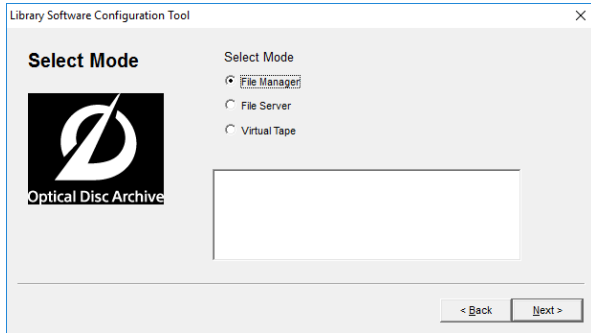 Library Software Configuration Tool
Select Mode
Optical Disc Archive
Select Mode
File Manager
File Server
Virtual Tape
< Back
Next >